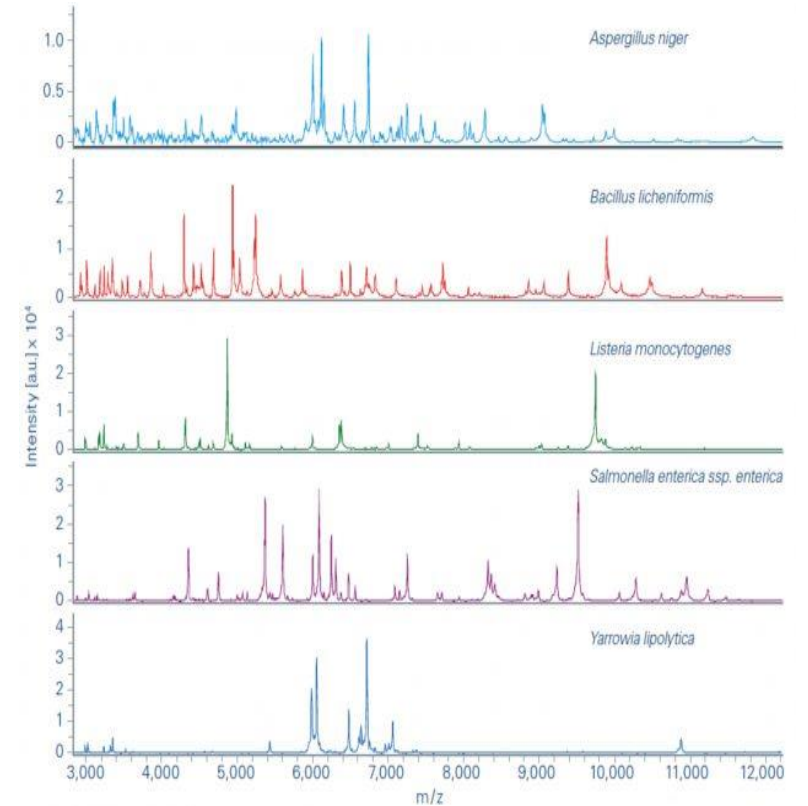 Aspergillus niger
1.0
0.5
0
Bacillus licheniformis
2
1
0
Listeria monocytogenes
3
2
1
0
Salmonella enterica ssp. enterica
3
2
1
0
Yarrowia lipolytica
4
3
2
1
0
Intensity [a.u.] x 10⁴
3,000 4,000 5,000 6,000 7,000 8,000 9,000 10,000 11,000 12,000
m/z